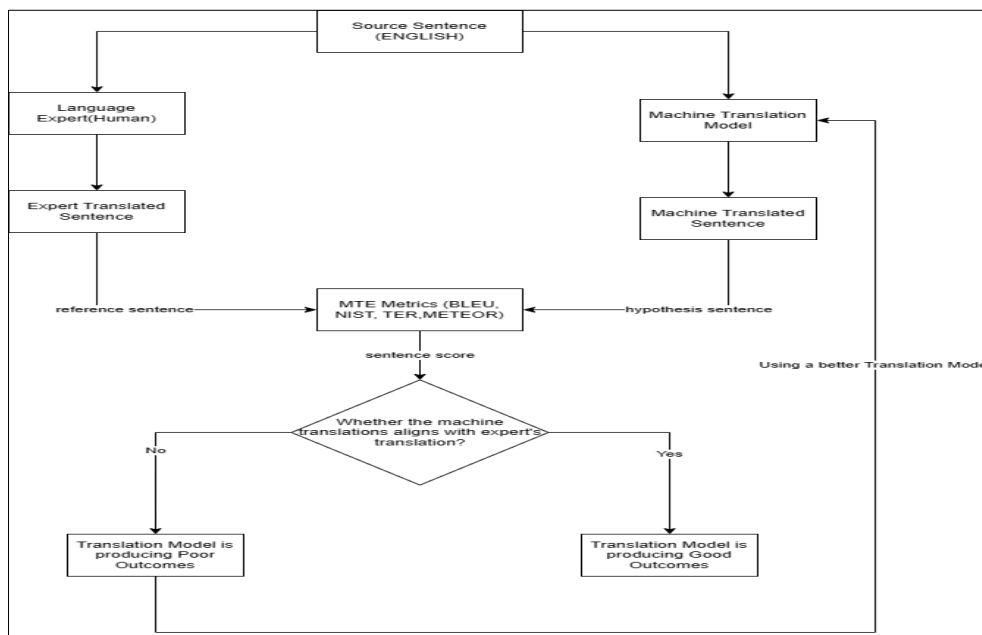 Source Sentence
(ENGLISH)
Language
Expert(Human)
Machine Translation
Model
Expert Translated
Sentence
Machine Translated
Sentence
reference sentence
MTE Metrics (BLEU,
NIST, TER,METEOR)
hypothesis sentence
sentence score
Using a better Translation Mode
Whether the machine
translations aligns with expert's
translation?
No
Yes
Translation Model is
producing Poor
Outcomes
Translation Model is
producing Good
Outcomes